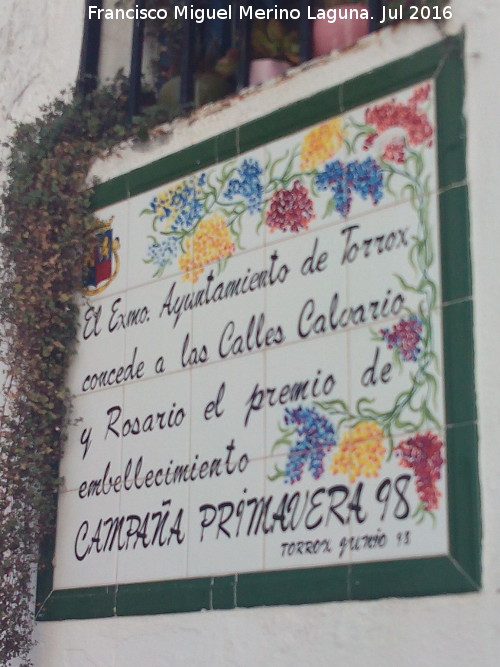 Francisco Miguel Merino Laguna. Jul 2016
El Exmo. Ayuntamiento de Torrox
concede a las Calles Calvario
y Rosario el premio de
embellecimiento
CAMPAÑA PRIMAVERA 98
TORROX JUNIO 98